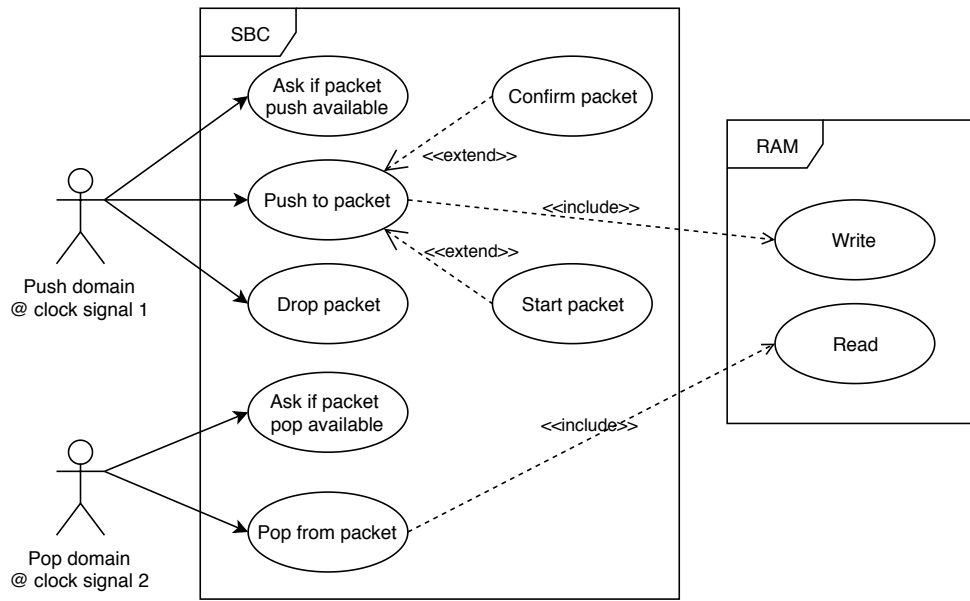 SBC
Ask if packet
push available
Confirm packet
<<extend>>
RAM
Push to packet
<<include>>
Write
<<extend>>
Push domain
@ clock signal 1
Drop packet
Start packet
Read
Ask if packet
pop available
<<include>>
Pop from packet
Pop domain
@ clock signal 2